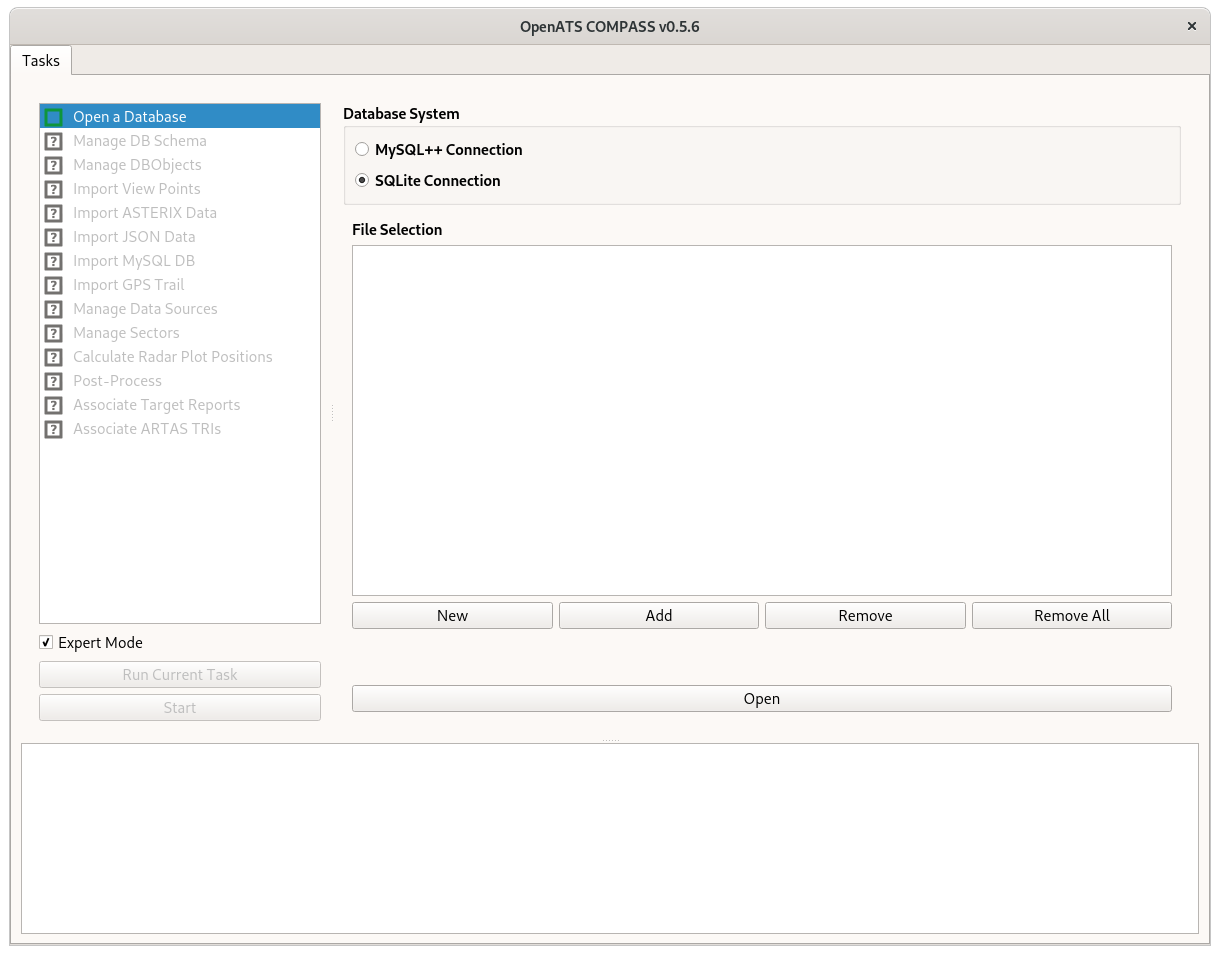 OpenATS COMPASS v0.5.6
Tasks
Open a Database
Manage DB Schema
Manage DBObjects
Import View Points
Import ASTERIX Data
Import JSON Data
Import MySQL DB
Import GPS Trail
Manage Data Sources
Manage Sectors
Calculate Radar Plot Positions
Post-Process
Associate Target Reports
Associate ARTAS TRIs
Expert Mode
Run Current Task
Start
Database System
MySQL++ Connection
SQLite Connection
File Selection
New Add Remove Remove All
Open